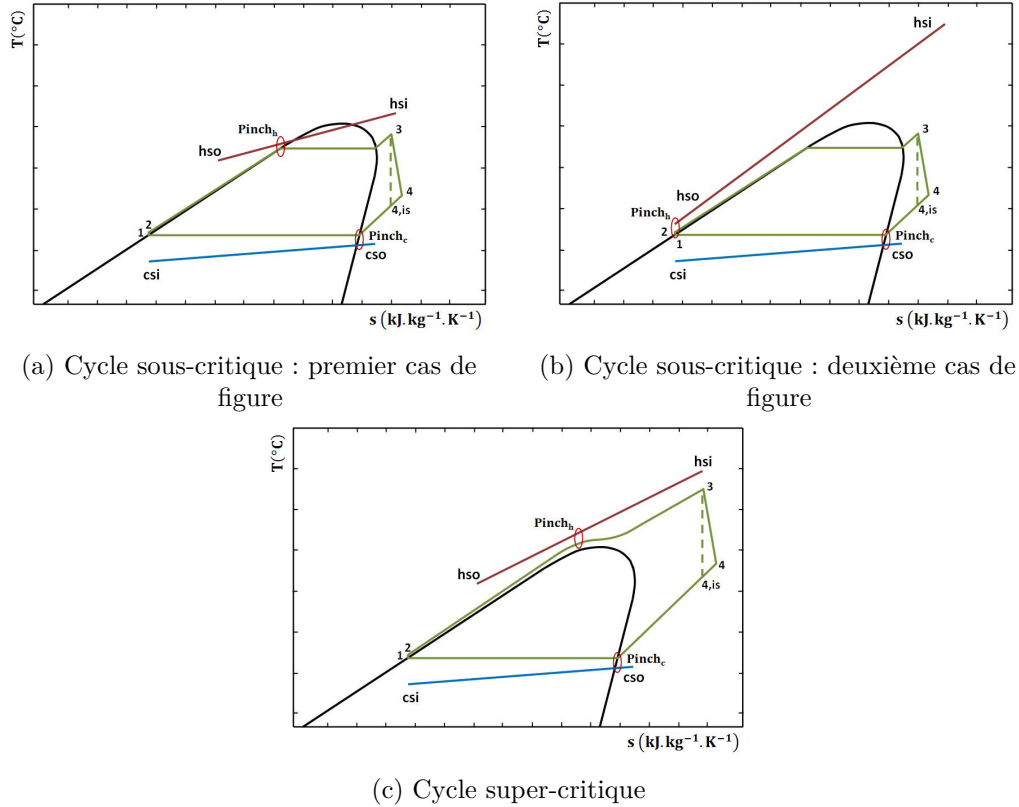 T(°C)
hsi
Pinchₕ
3
hso
4
2
4,is
1
Pinch_c
csi
cso
s (kJ.kg⁻¹.K⁻¹)
(a) Cycle sous-critique : premier cas de
figure
T(°C)
hsi
3
hso
Pinchₕ
4
2
4,is
1
Pinch_c
csi
cso
s (kJ.kg⁻¹.K⁻¹)
(b) Cycle sous-critique : deuxième cas de
figure
T(°C)
hsi
3
Pinchₕ
hso
4
4,is
2
1
Pinch_c
cso
csi
s (kJ.kg⁻¹.K⁻¹)
(c) Cycle super-critique